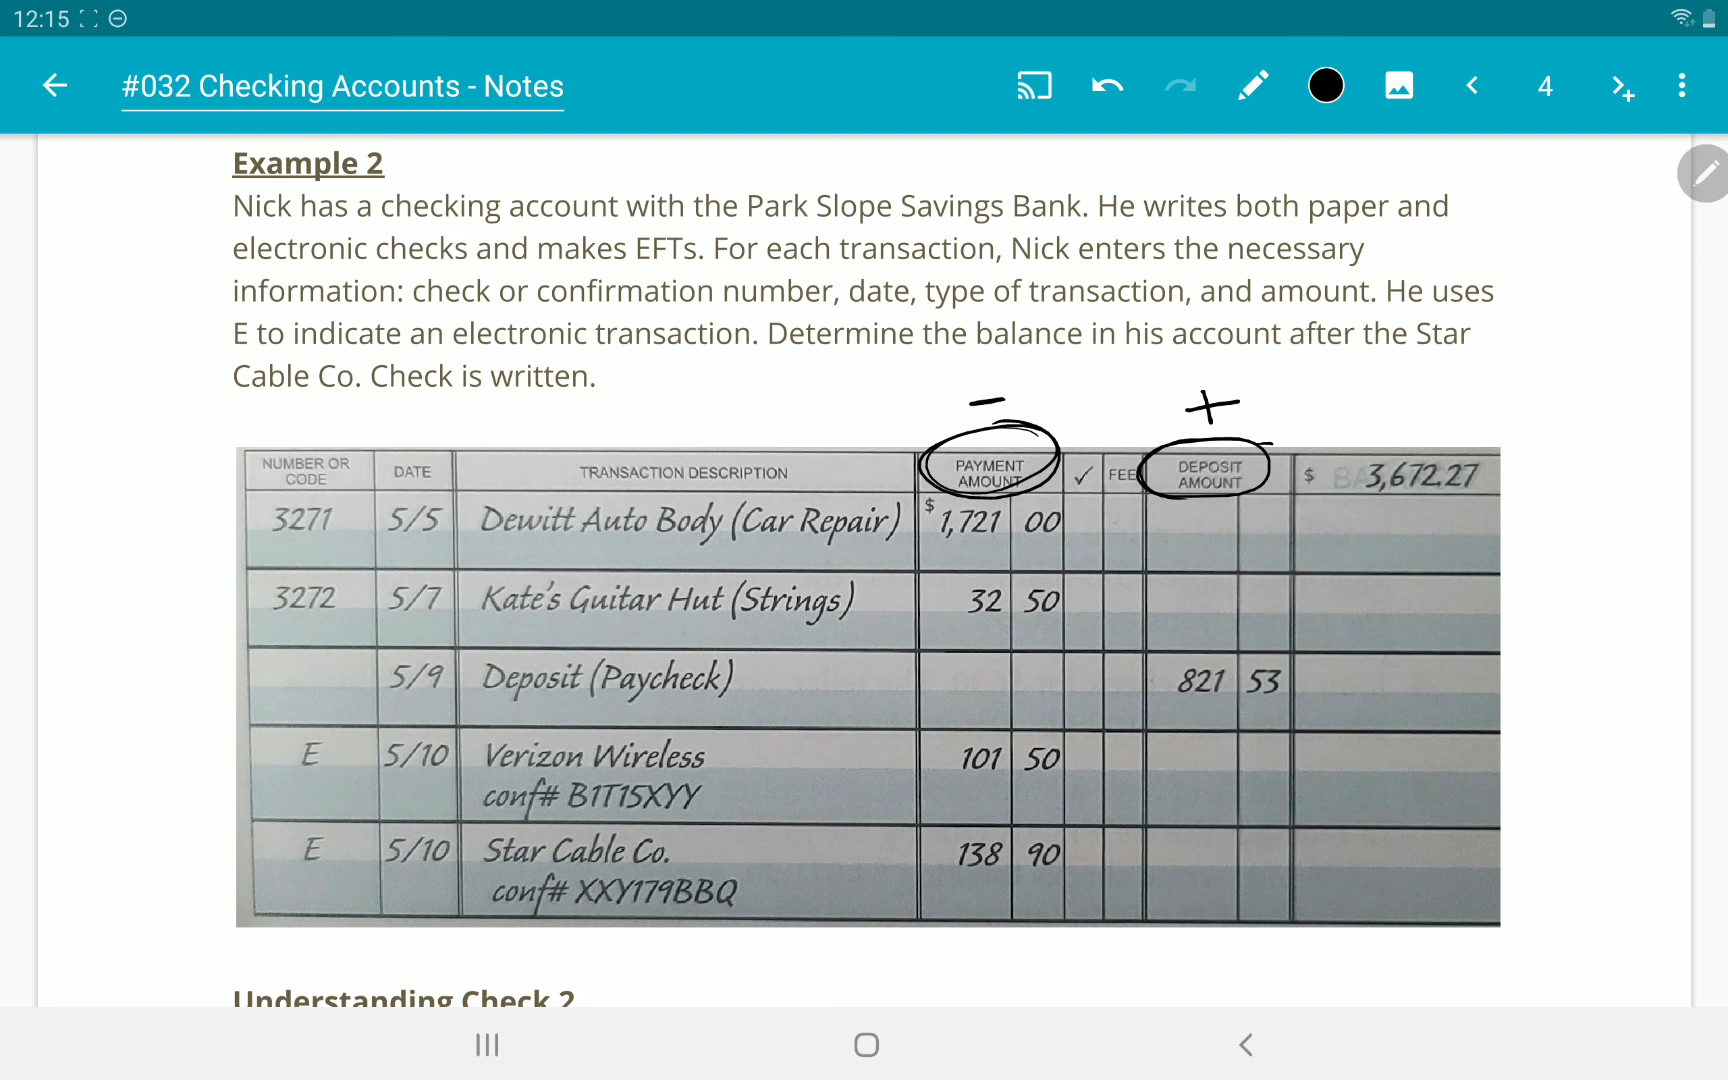 12:15
#032 Checking Accounts - Notes
4
Example 2
Nick has a checking account with the Park Slope Savings Bank. He writes both paper and
electronic checks and makes EFTs. For each transaction, Nick enters the necessary
information: check or confirmation number, date, type of transaction, and amount. He uses
E to indicate an electronic transaction. Determine the balance in his account after the Star
Cable Co. Check is written.
− +
NUMBER OR CODE DATE TRANSACTION DESCRIPTION PAYMENT AMOUNT ✓ FEE DEPOSIT AMOUNT $ 3,672.27
3271 5/5 Dewitt Auto Body (Car Repair) $ 1,721 00
3272 5/7 Kate's Guitar Hut (Strings) 32 50
5/9 Deposit (Paycheck) 821 53
E 5/10 Verizon Wireless 101 50
conf# B1T15XYY
E 5/10 Star Cable Co. 138 90
conf# XXY179BBQ
Understanding Check 2